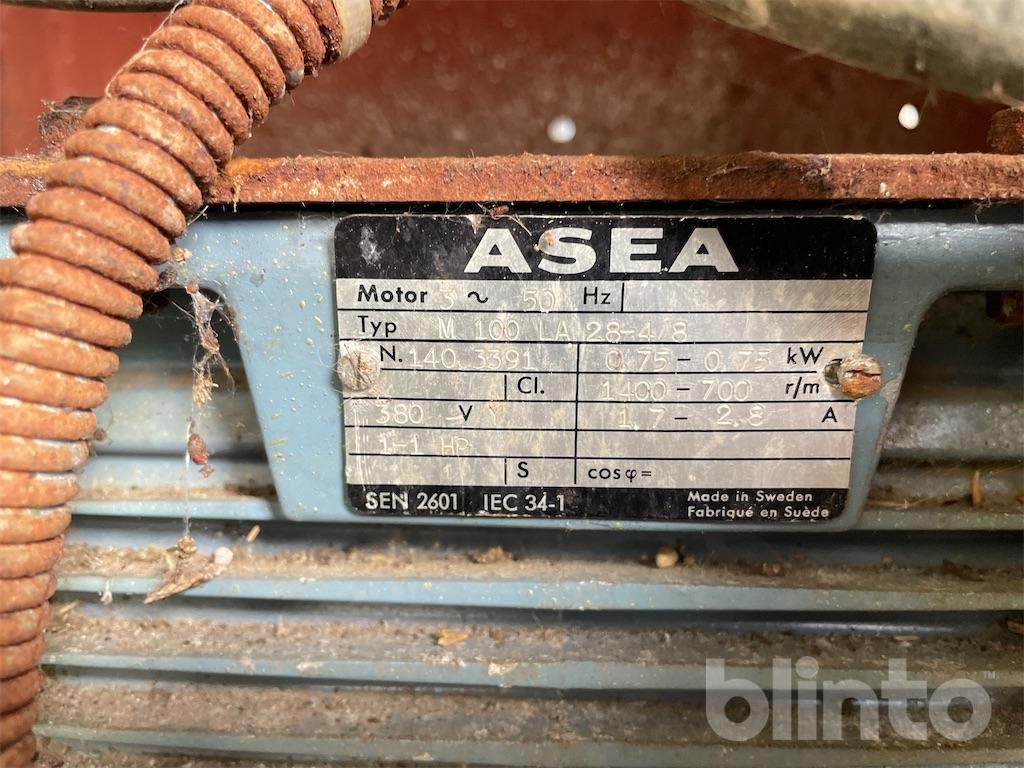 ASEA
Motor 3 ~ 50 Hz
Typ M 100 LA 28-4/8
N. 140 3391 0,75 - 0,75 kW
Cl. 1400 - 700 r/m
380 V 1,7 - 2,8 A
1-1 HP
S cos φ =
SEN 2601 IEC 34-1
Made in Sweden
Fabriqué en Suède
blinto™